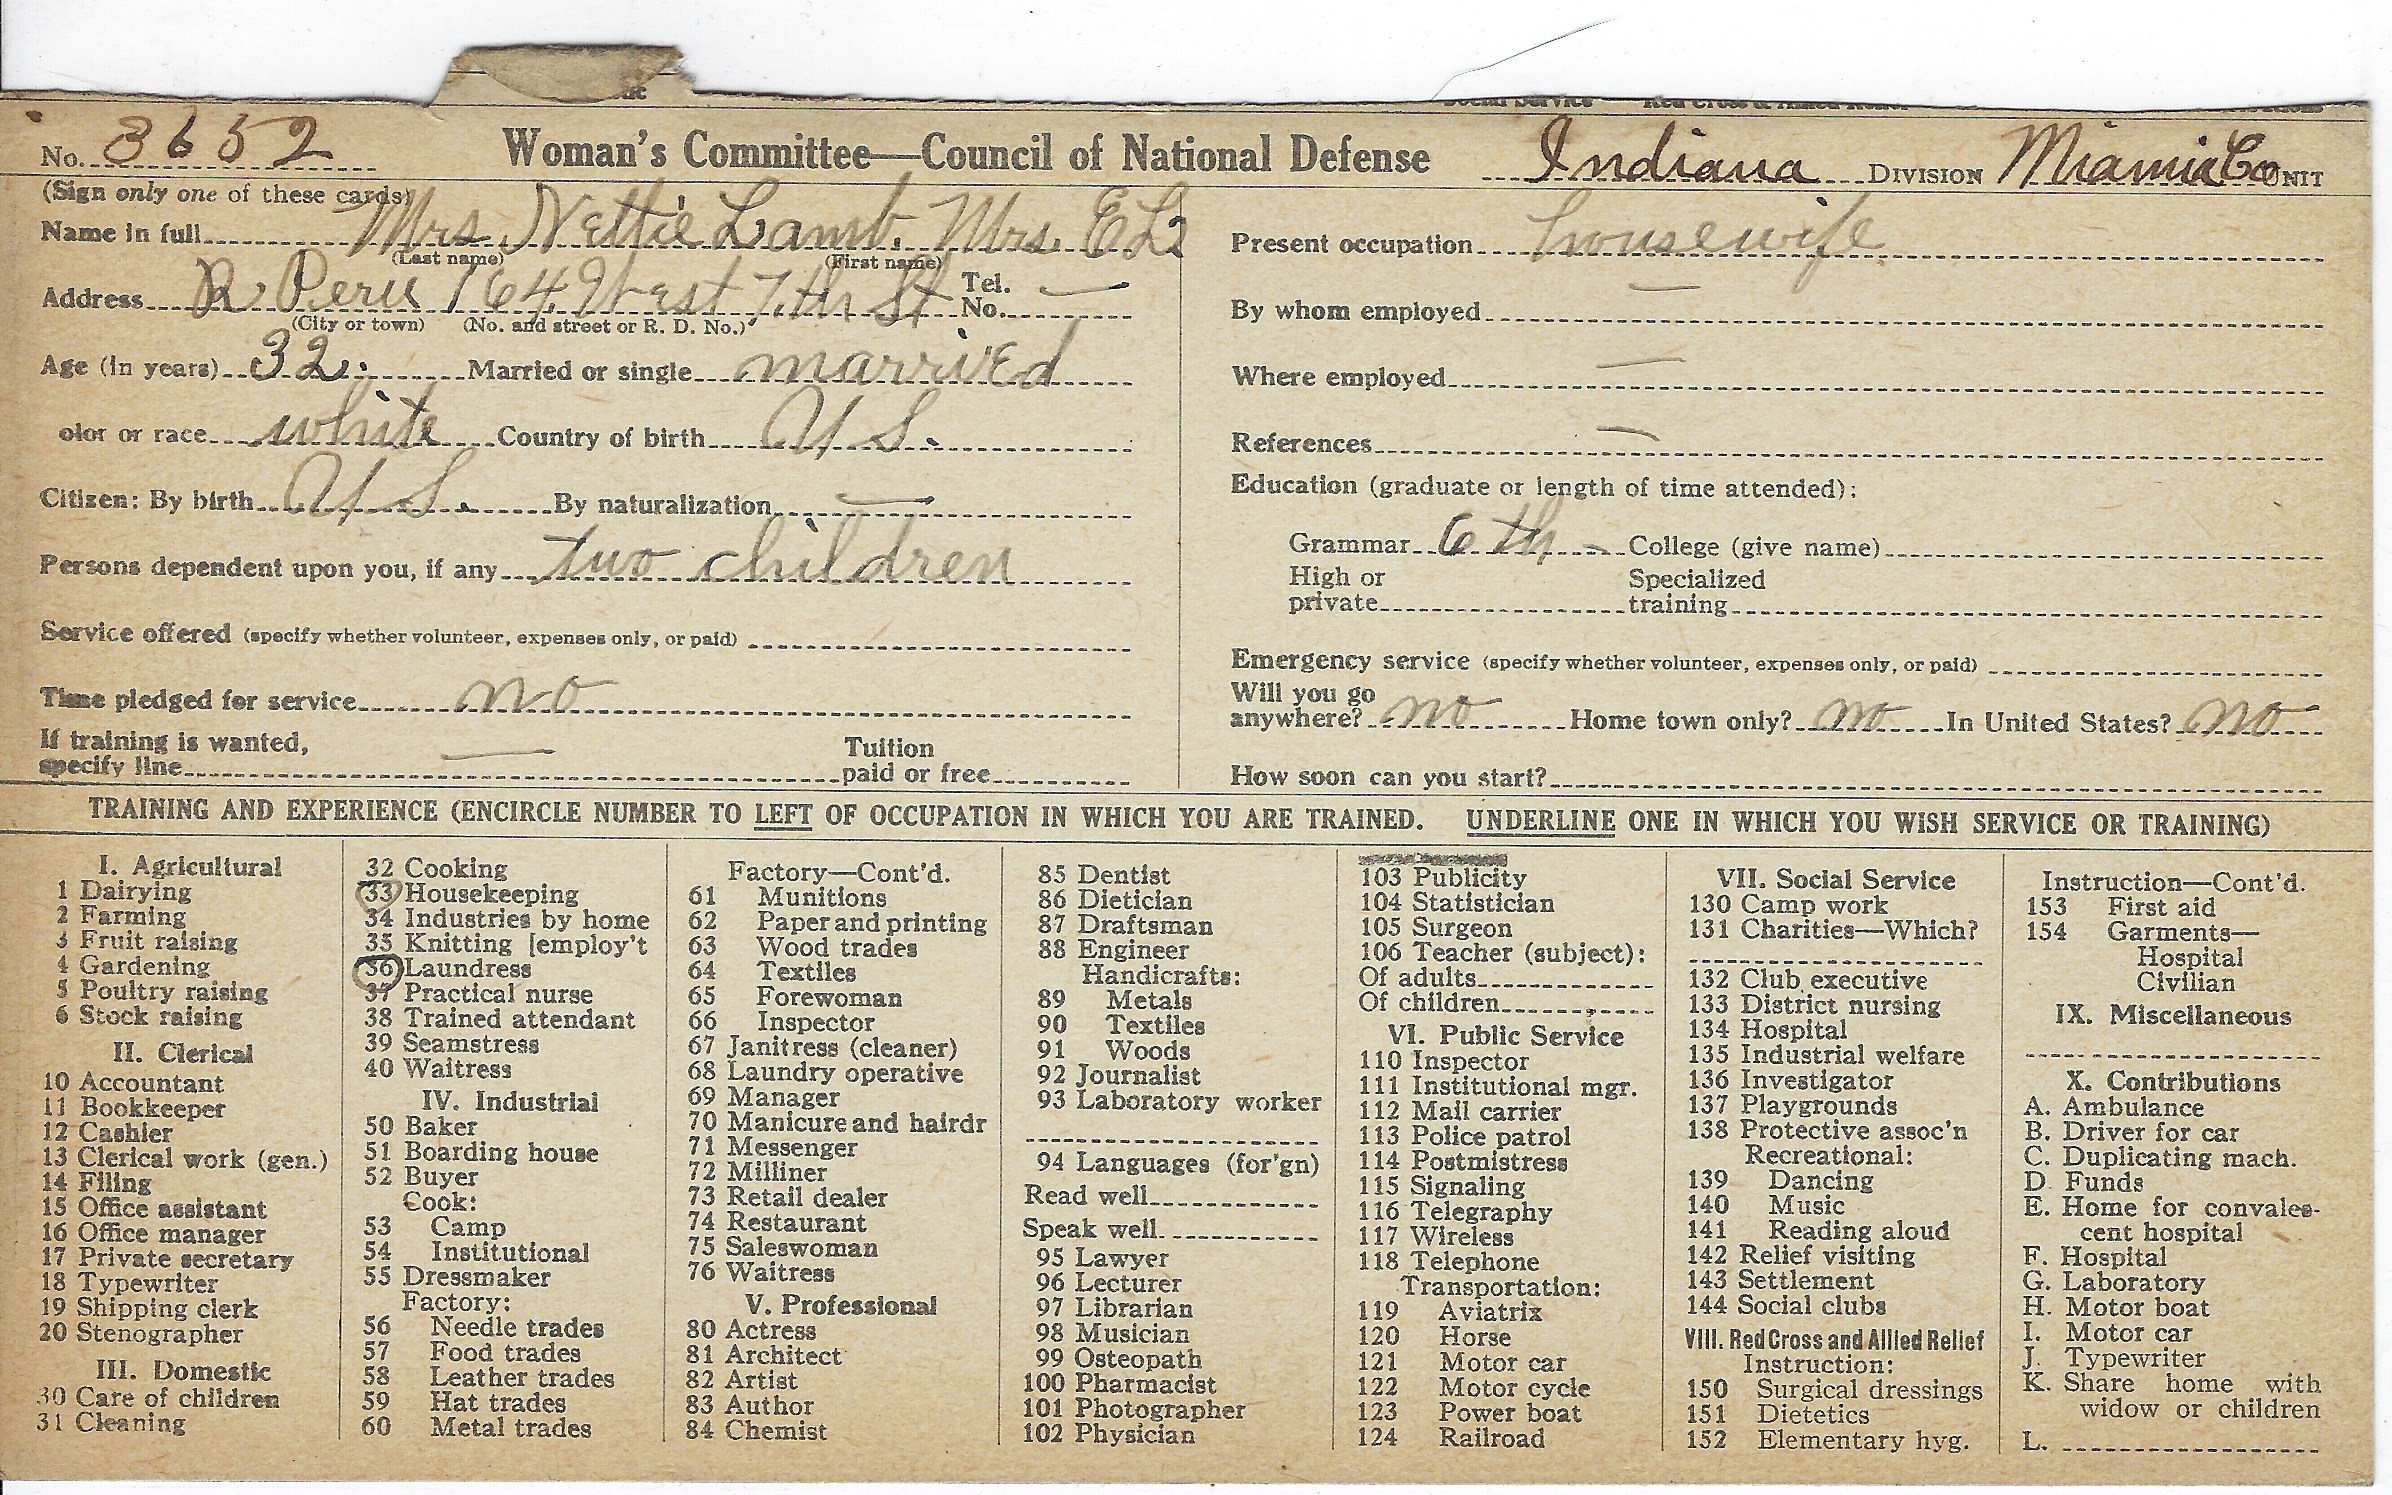 No. 3652 Woman's Committee—Council of National Defense Indiana DIVISION Miami Co UNIT
(Sign only one of these cards)
Name in full Mrs Nettie Lamb, Mrs. E L
(Last name) (First name)
Address R Peru 164 West 7th St Tel. No. —
(City or town) (No. and street or R. D. No.)
Age (in years) 32. Married or single married
olor or race white Country of birth U S.
Citizen: By birth U S. By naturalization —
Persons dependent upon you, if any two children
Service offered (specify whether volunteer, expenses only, or paid)
Time pledged for service no
If training is wanted,
specify line — Tuition paid or free
Present occupation housewife
By whom employed —
Where employed —
References —
Education (graduate or length of time attended):
Grammar 6th College (give name)
High or private Specialized training
Emergency service (specify whether volunteer, expenses only, or paid)
Will you go
anywhere? no Home town only? no In United States? no
How soon can you start?
TRAINING AND EXPERIENCE (ENCIRCLE NUMBER TO LEFT OF OCCUPATION IN WHICH YOU ARE TRAINED. UNDERLINE ONE IN WHICH YOU WISH SERVICE OR TRAINING)
I. Agricultural
1 Dairying
2 Farming
3 Fruit raising
4 Gardening
5 Poultry raising
6 Stock raising
II. Clerical
10 Accountant
11 Bookkeeper
12 Cashier
13 Clerical work (gen.)
14 Filing
15 Office assistant
16 Office manager
17 Private secretary
18 Typewriter
19 Shipping clerk
20 Stenographer
III. Domestic
30 Care of children
31 Cleaning
32 Cooking
33 Housekeeping
34 Industries by home
35 Knitting [employ't
36 Laundress
37 Practical nurse
38 Trained attendant
39 Seamstress
40 Waitress
IV. Industrial
50 Baker
51 Boarding house
52 Buyer
Cook:
53 Camp
54 Institutional
55 Dressmaker
Factory:
56 Needle trades
57 Food trades
58 Leather trades
59 Hat trades
60 Metal trades
Factory—Cont'd.
61 Munitions
62 Paper and printing
63 Wood trades
64 Textiles
65 Forewoman
66 Inspector
67 Janitress (cleaner)
68 Laundry operative
69 Manager
70 Manicure and hairdr
71 Messenger
72 Milliner
73 Retail dealer
74 Restaurant
75 Saleswoman
76 Waitress
V. Professional
80 Actress
81 Architect
82 Artist
83 Author
84 Chemist
85 Dentist
86 Dietician
87 Draftsman
88 Engineer
Handicrafts:
89 Metals
90 Textiles
91 Woods
92 Journalist
93 Laboratory worker
94 Languages (for'gn)
Read well
Speak well
95 Lawyer
96 Lecturer
97 Librarian
98 Musician
99 Osteopath
100 Pharmacist
101 Photographer
102 Physician
103 Publicity
104 Statistician
105 Surgeon
106 Teacher (subject):
Of adults
Of children
VI. Public Service
110 Inspector
111 Institutional mgr.
112 Mail carrier
113 Police patrol
114 Postmistress
115 Signaling
116 Telegraphy
117 Wireless
118 Telephone
Transportation:
119 Aviatrix
120 Horse
121 Motor car
122 Motor cycle
123 Power boat
124 Railroad
VII. Social Service
130 Camp work
131 Charities—Which?
132 Club executive
133 District nursing
134 Hospital
135 Industrial welfare
136 Investigator
137 Playgrounds
138 Protective assoc'n
Recreational:
139 Dancing
140 Music
141 Reading aloud
142 Relief visiting
143 Settlement
144 Social clubs
VIII. Red Cross and Allied Relief
Instruction:
150 Surgical dressings
151 Dietetics
152 Elementary hyg.
Instruction—Cont'd.
153 First aid
154 Garments—
Hospital
Civilian
IX. Miscellaneous
X. Contributions
A. Ambulance
B. Driver for car
C. Duplicating mach.
D Funds
E. Home for convales-
cent hospital
F. Hospital
G. Laboratory
H. Motor boat
I. Motor car
J. Typewriter
K. Share home with
widow or children
L.